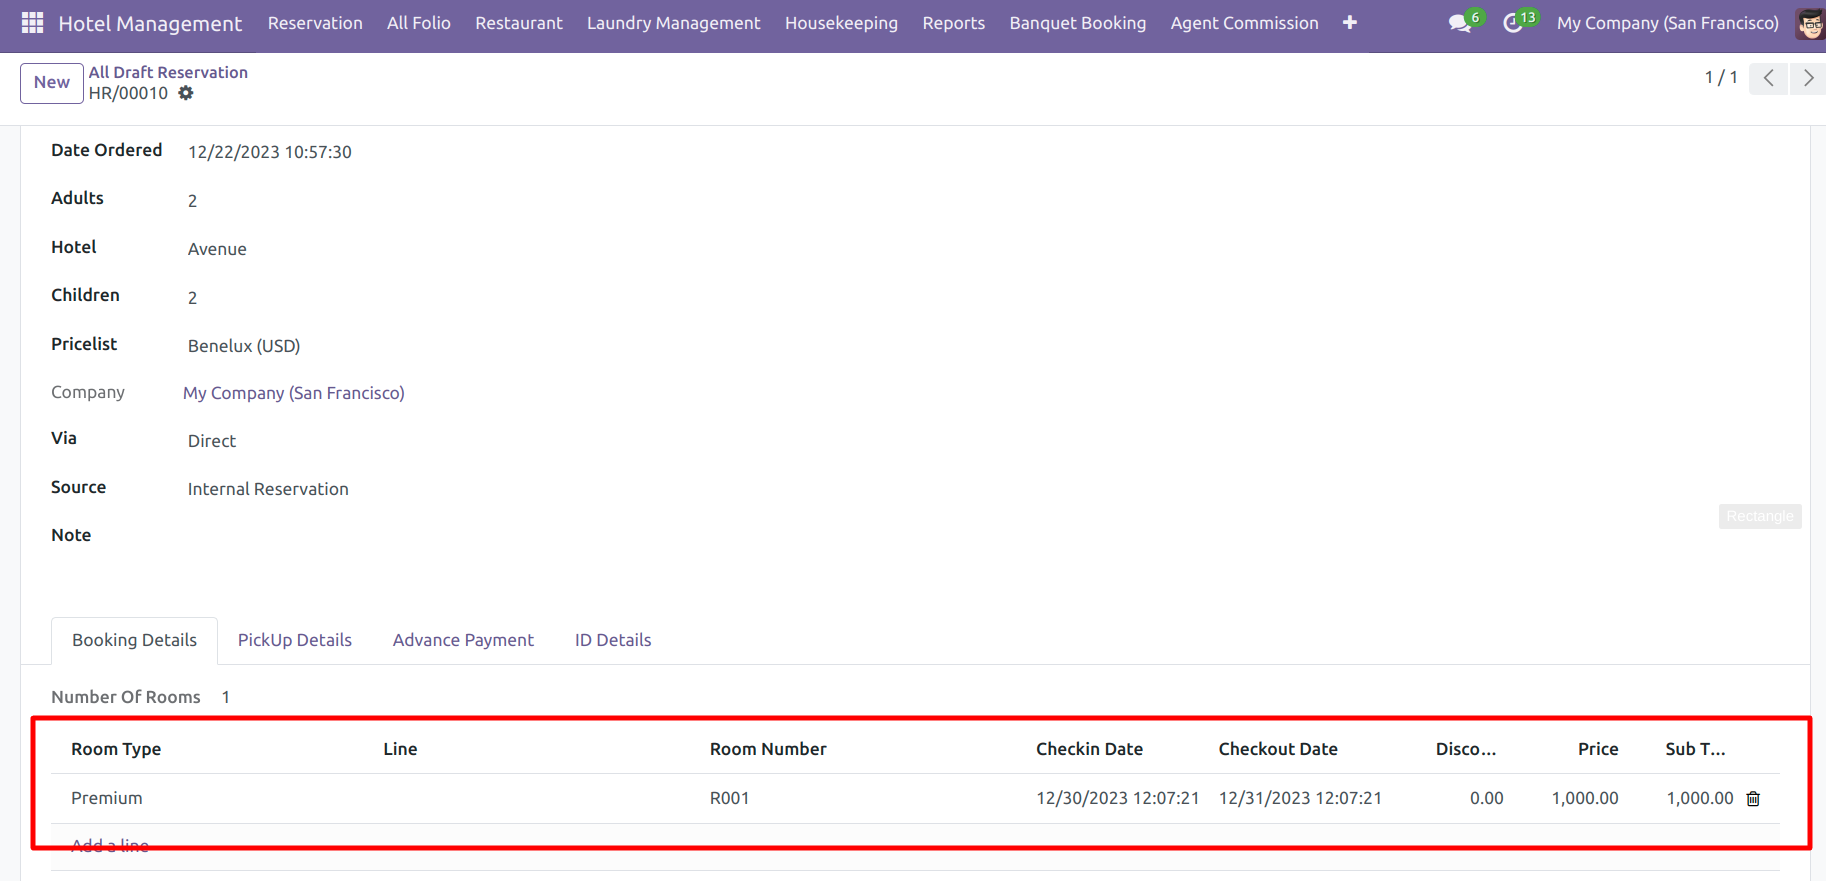 Hotel Management Reservation All Folio Restaurant Laundry Management Housekeeping Reports Banquet Booking Agent Commission 6 13 My Company (San Francisco)
New All Draft Reservation
HR/00010 1 / 1
Date Ordered 12/22/2023 10:57:30
Adults 2
Hotel Avenue
Children 2
Pricelist Benelux (USD)
Company My Company (San Francisco)
Via Direct
Source Internal Reservation
Rectangle
Note
Booking Details PickUp Details Advance Payment ID Details
Number Of Rooms 1
Room Type Line Room Number Checkin Date Checkout Date Disco... Price Sub T...
Premium R001 12/30/2023 12:07:21 12/31/2023 12:07:21 0.00 1,000.00 1,000.00
Add a line